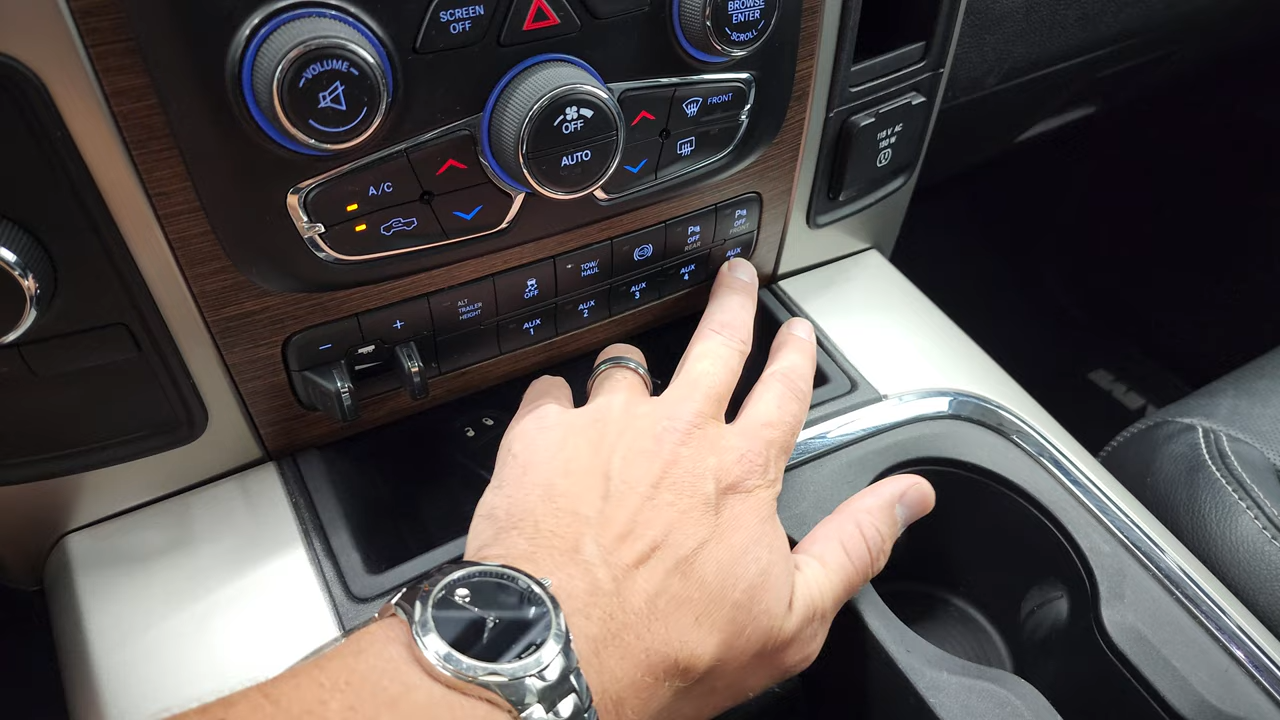 SCREEN
OFF
BROWSE
ENTER
SCROLL
VOLUME
OFF
AUTO
FRONT
A/C
115 V AC
150 W
ALT
TRAILER
HEIGHT
OFF
TOW/
HAUL
P
OFF
REAR
P
OFF
FRONT
AUX
1
AUX
2
AUX
3
AUX
4
AUX